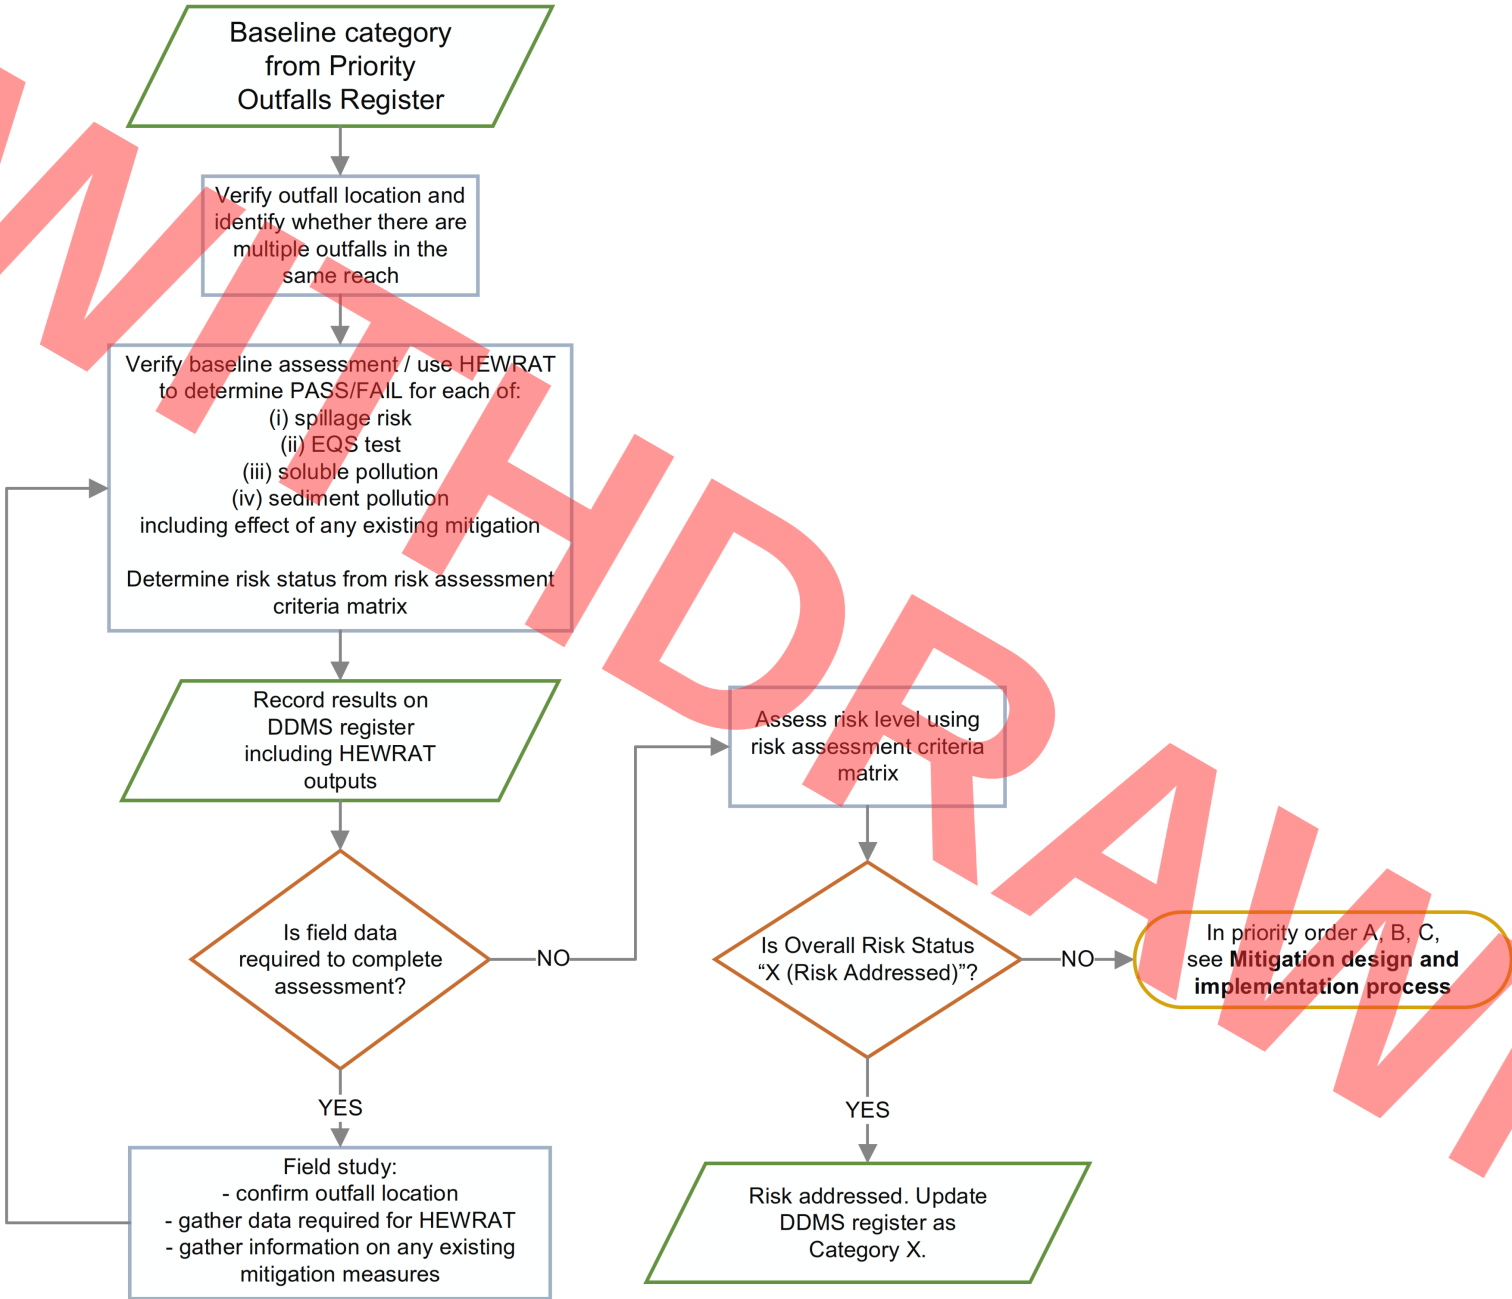 Baseline category
from Priority
Outfalls Register
Verify outfall location and
identify whether there are
multiple outfalls in the
same reach
Verify baseline assessment / use HEWRAT
to determine PASS/FAIL for each of:
(i) spillage risk
(ii) EQS test
(iii) soluble pollution
(iv) sediment pollution
including effect of any existing mitigation
Determine risk status from risk assessment
criteria matrix
Record results on
DDMS register
including HEWRAT
outputs
Is field data
required to complete
assessment?
NO
YES
Field study:
- confirm outfall location
- gather data required for HEWRAT
- gather information on any existing
mitigation measures
Assess risk level using
risk assessment criteria
matrix
Is Overall Risk Status
“X (Risk Addressed)”?
NO
In priority order A, B, C,
see Mitigation design and
implementation process
YES
Risk addressed. Update
DDMS register as
Category X.
WITHDRAWN